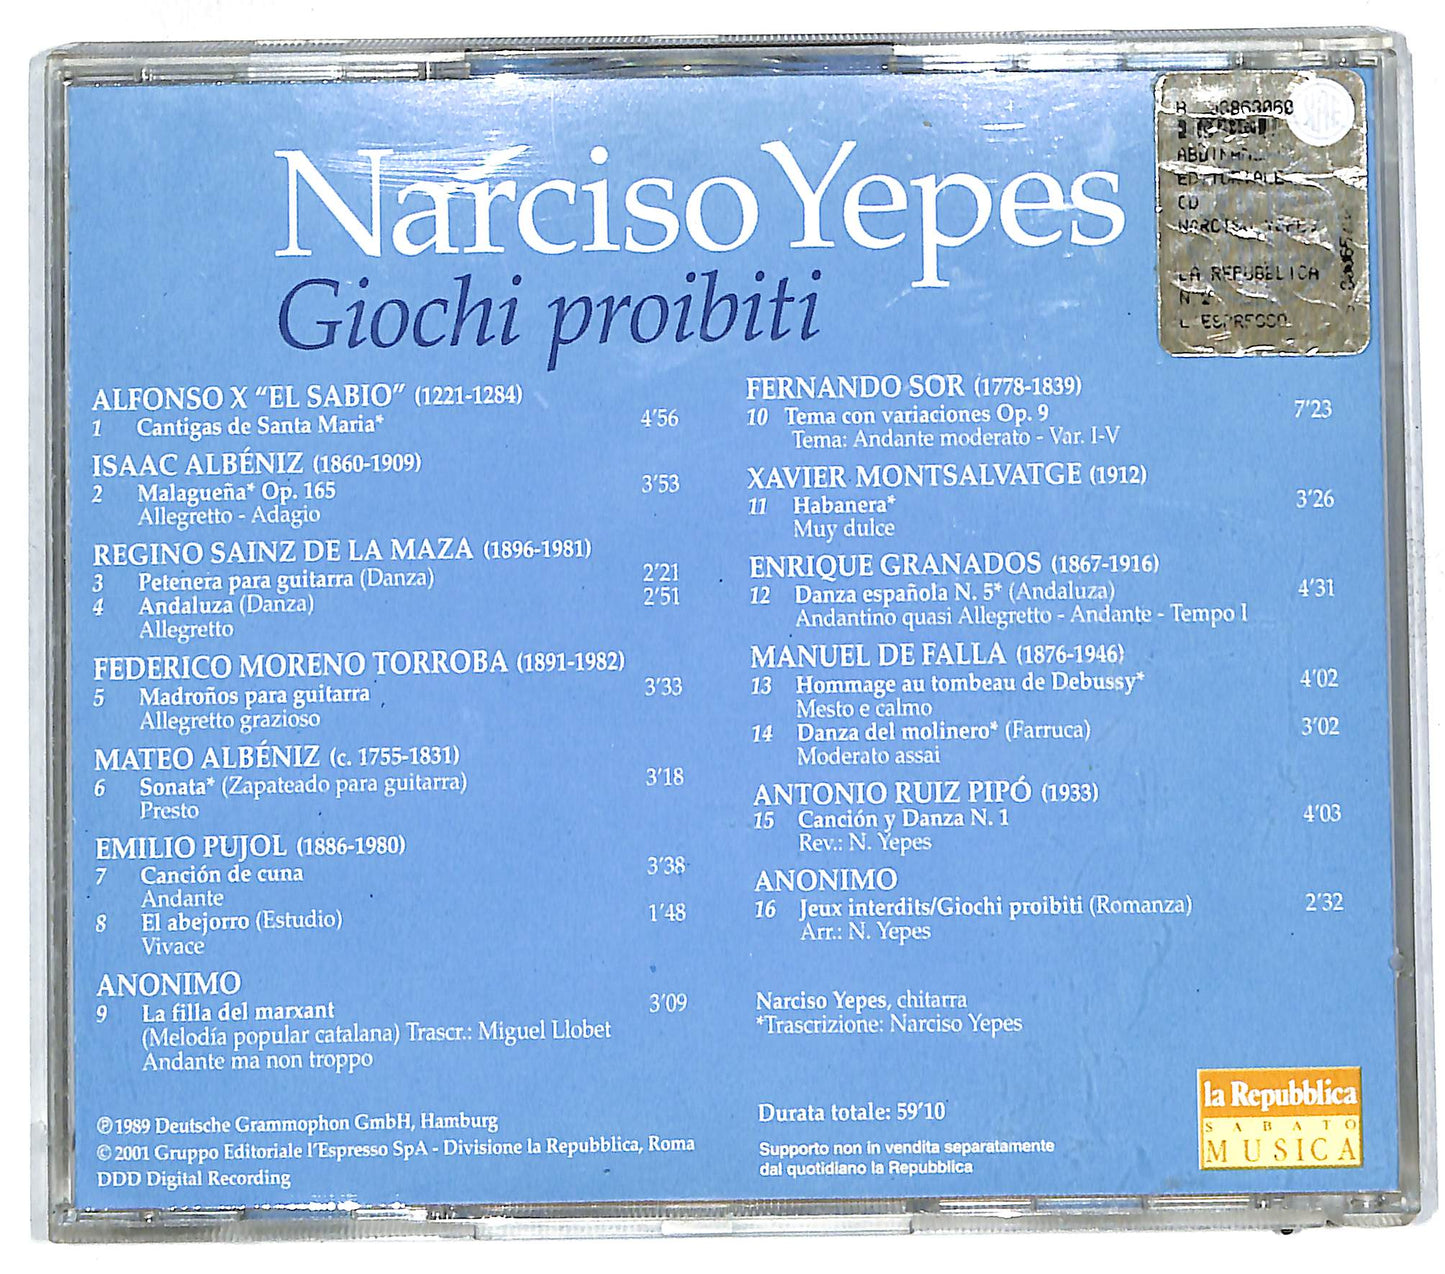 Narciso Yepes
Giochi proibiti
ALFONSO X “EL SABIO” (1221-1284)
1 Cantigas de Santa Maria* 4’56
ISAAC ALBÉNIZ (1860-1909)
2 Malagueña* Op. 165 3’53
Allegretto - Adagio
REGINO SAINZ DE LA MAZA (1896-1981)
3 Petenera para guitarra (Danza) 2’21
4 Andaluza (Danza) 2’51
Allegretto
FEDERICO MORENO TORROBA (1891-1982)
5 Madroños para guitarra 3’33
Allegretto grazioso
MATEO ALBÉNIZ (c. 1755-1831)
6 Sonata* (Zapateado para guitarra) 3’18
Presto
EMILIO PUJOL (1886-1980)
7 Canción de cuna 3’38
Andante
8 El abejorro (Estudio) 1’48
Vivace
ANONIMO
9 La filla del marxant 3’09
(Melodía popular catalana) Trascr.: Miguel Llobet
Andante ma non troppo
℗ 1989 Deutsche Grammophon GmbH, Hamburg
© 2001 Gruppo Editoriale l’Espresso SpA - Divisione la Repubblica, Roma
DDD Digital Recording
FERNANDO SOR (1778-1839)
10 Tema con variaciones Op. 9 7’23
Tema: Andante moderato - Var. I-V
XAVIER MONTSALVATGE (1912)
11 Habanera* 3’26
Muy dulce
ENRIQUE GRANADOS (1867-1916)
12 Danza española N. 5* (Andaluza) 4’31
Andantino quasi Allegretto - Andante - Tempo I
MANUEL DE FALLA (1876-1946)
13 Hommage au tombeau de Debussy* 4’02
Mesto e calmo
14 Danza del molinero* (Farruca) 3’02
Moderato assai
ANTONIO RUIZ PIPÓ (1933)
15 Canción y Danza N. 1 4’03
Rev.: N. Yepes
ANONIMO
16 Jeux interdits/Giochi proibiti (Romanza) 2’32
Arr.: N. Yepes
Narciso Yepes, chitarra
*Trascrizione: Narciso Yepes
Durata totale: 59’10
Supporto non in vendita separatamente
dal quotidiano la Repubblica
la Repubblica
SABATO
MUSICA
EDITORIALE
CD
NARCISO YEPES
LA REPUBBLICA
L ESPRESSO